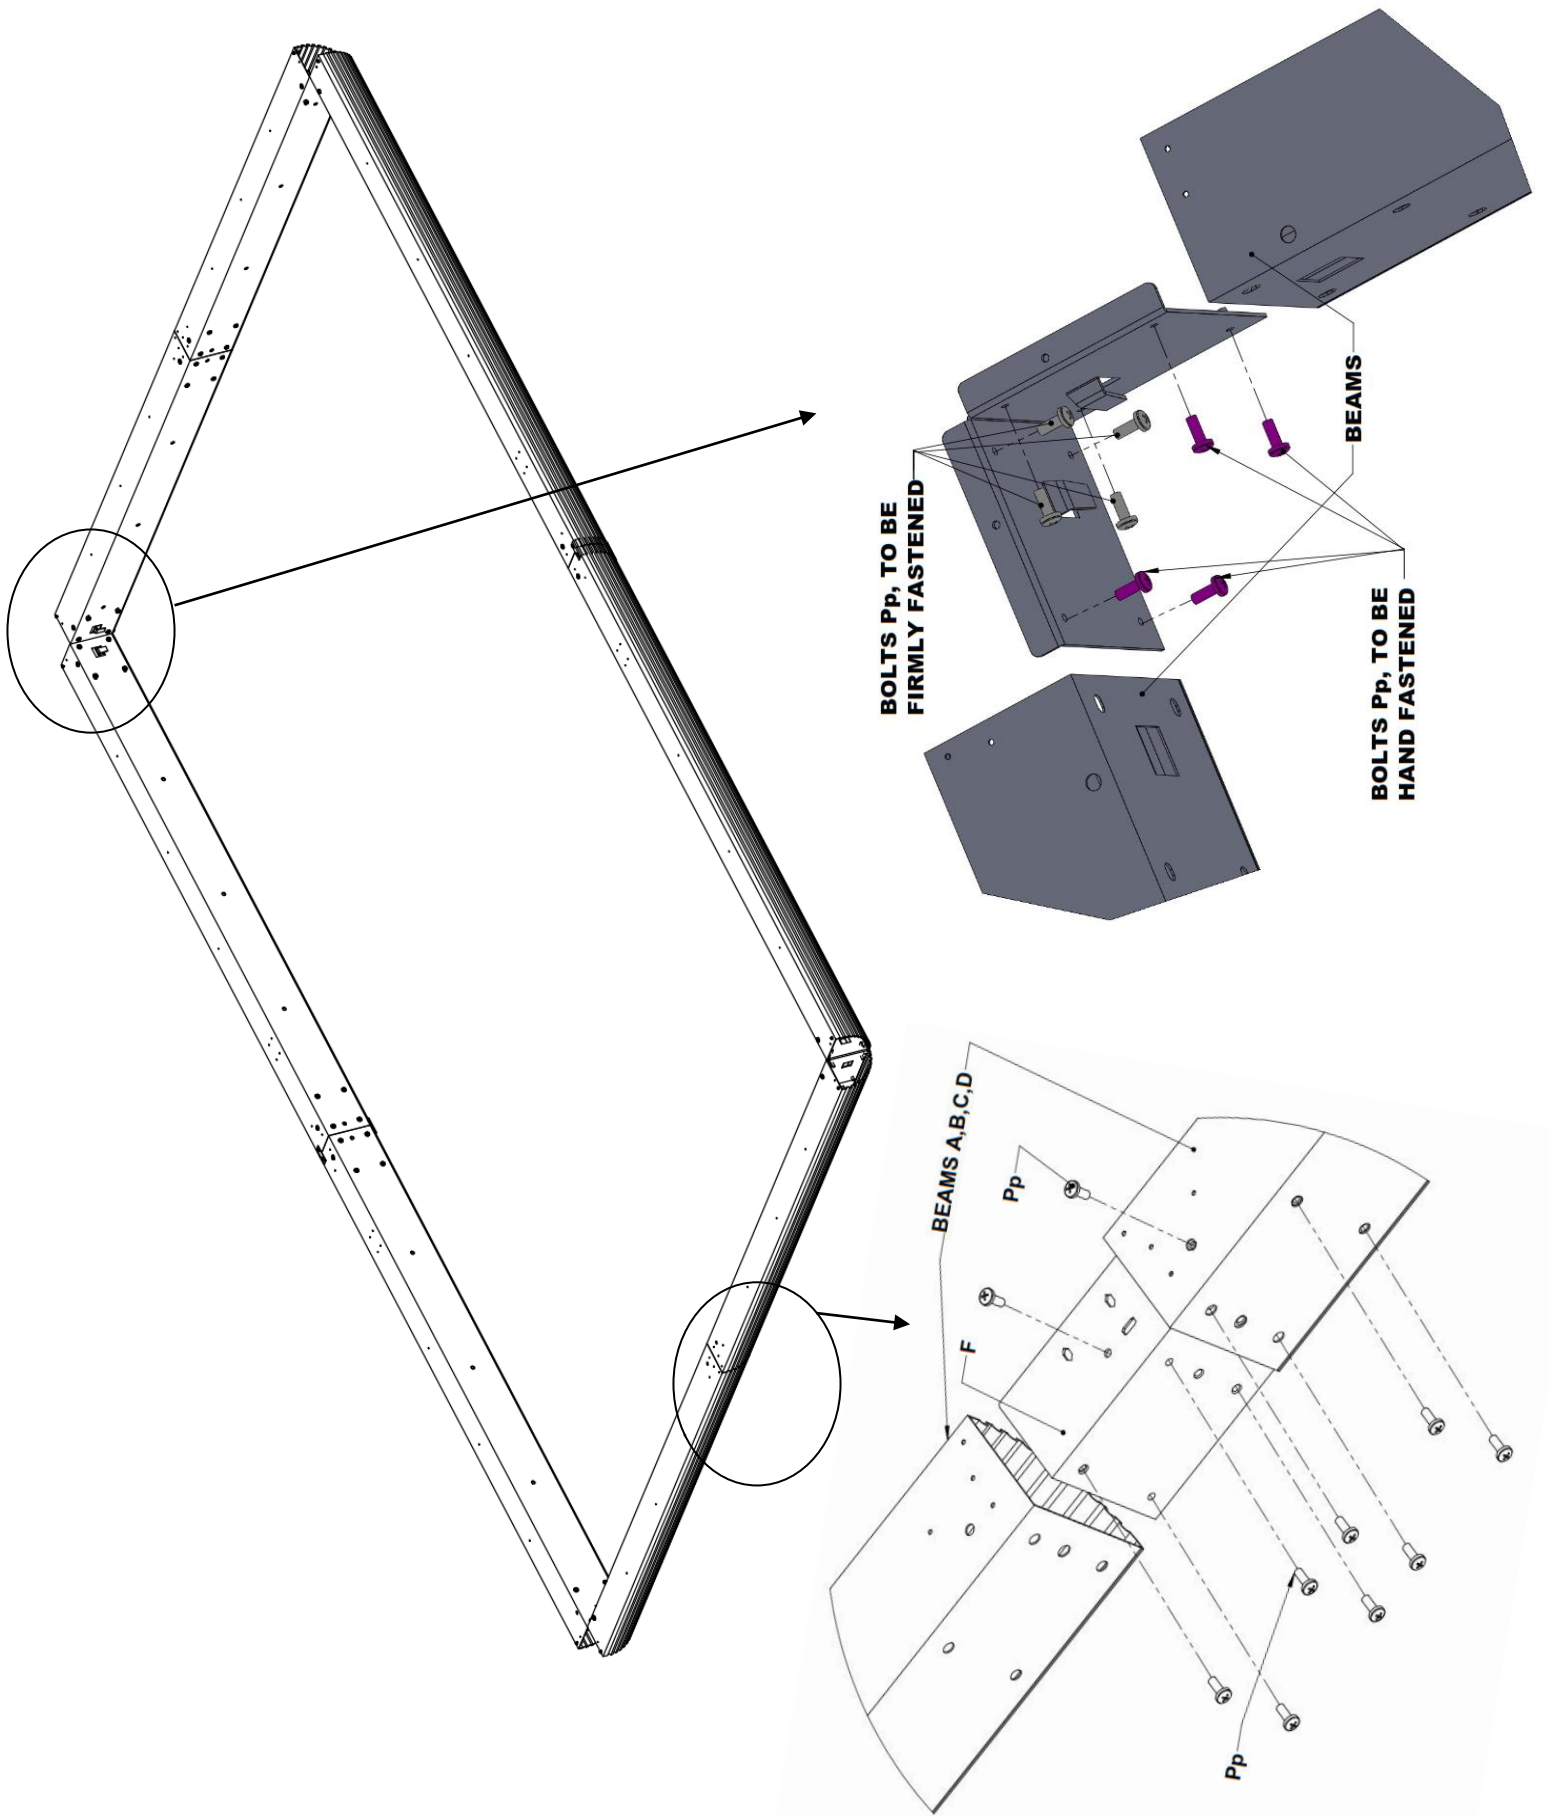 BOLTS Pp, TO BE
FIRMLY FASTENED
BEAMS
BOLTS Pp, TO BE
HAND FASTENED
BEAMS A,B,C,D
Pp
F
Pp